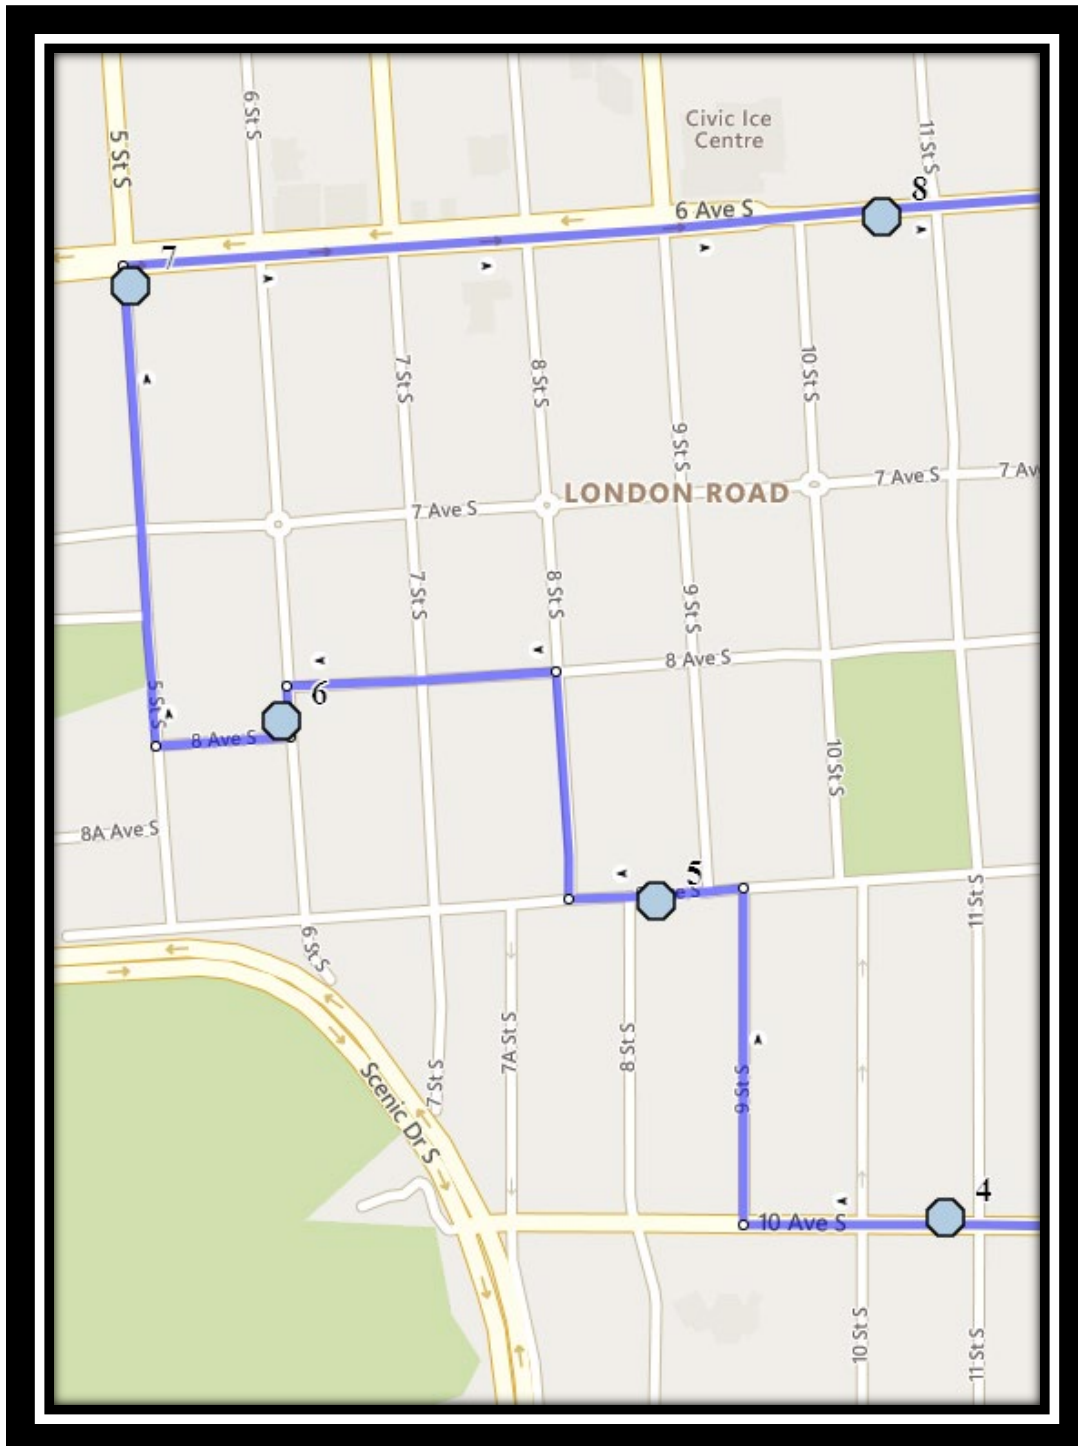 Civic Ice
Centre
5 St S
6 St S
11 St S
8
6 Ave S
7
7 St S
8 St S
10 St S
9 St S
7 Ave S
7 Av
LONDON ROAD
7 Ave S
7 St S
8 St S
9 St S
8 Ave S
5 St S
6
8 Ave S
10 St S
8A Ave S
5
e S
11 St S
6 St S
7A St S
8 St S
7 St S
9 St S
Scenic Dr S
4
10 Ave S
10 St S
11 St S